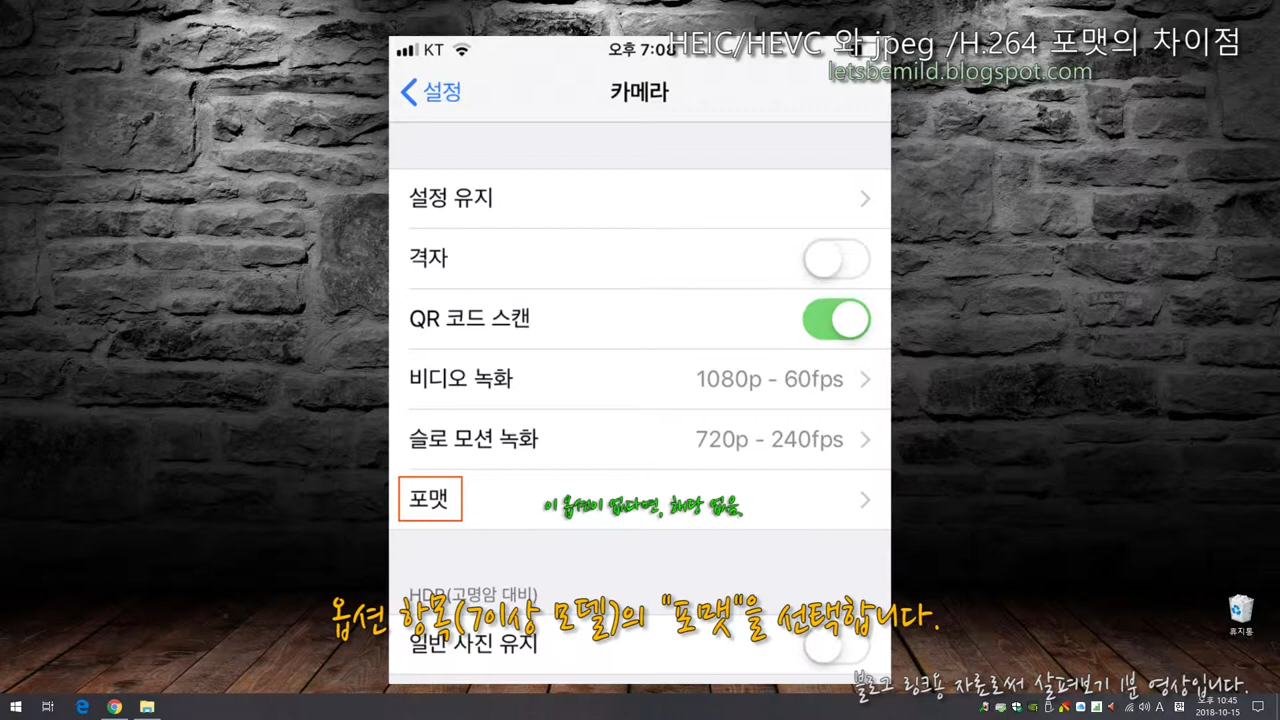 HEIC/HEVC 와 jpeg /H.264 포맷의 차이점
letsbemild.blogspot.com
KT 오후 7:08
설정 카메라
설정 유지
격자
QR 코드 스캔
비디오 녹화 1080p - 60fps
슬로 모션 녹화 720p - 240fps
포맷 이 옵션이 없다면, 해당 없음.
HDR(고명암 대비)
옵션 항목(7이상 모델)의 "포맷"을 선택합니다.
일반 사진 유지
휴지통
블로그 링크용 자료로써 살펴보기 1분 영상입니다.
A 한 오후 10:45
2018-10-15